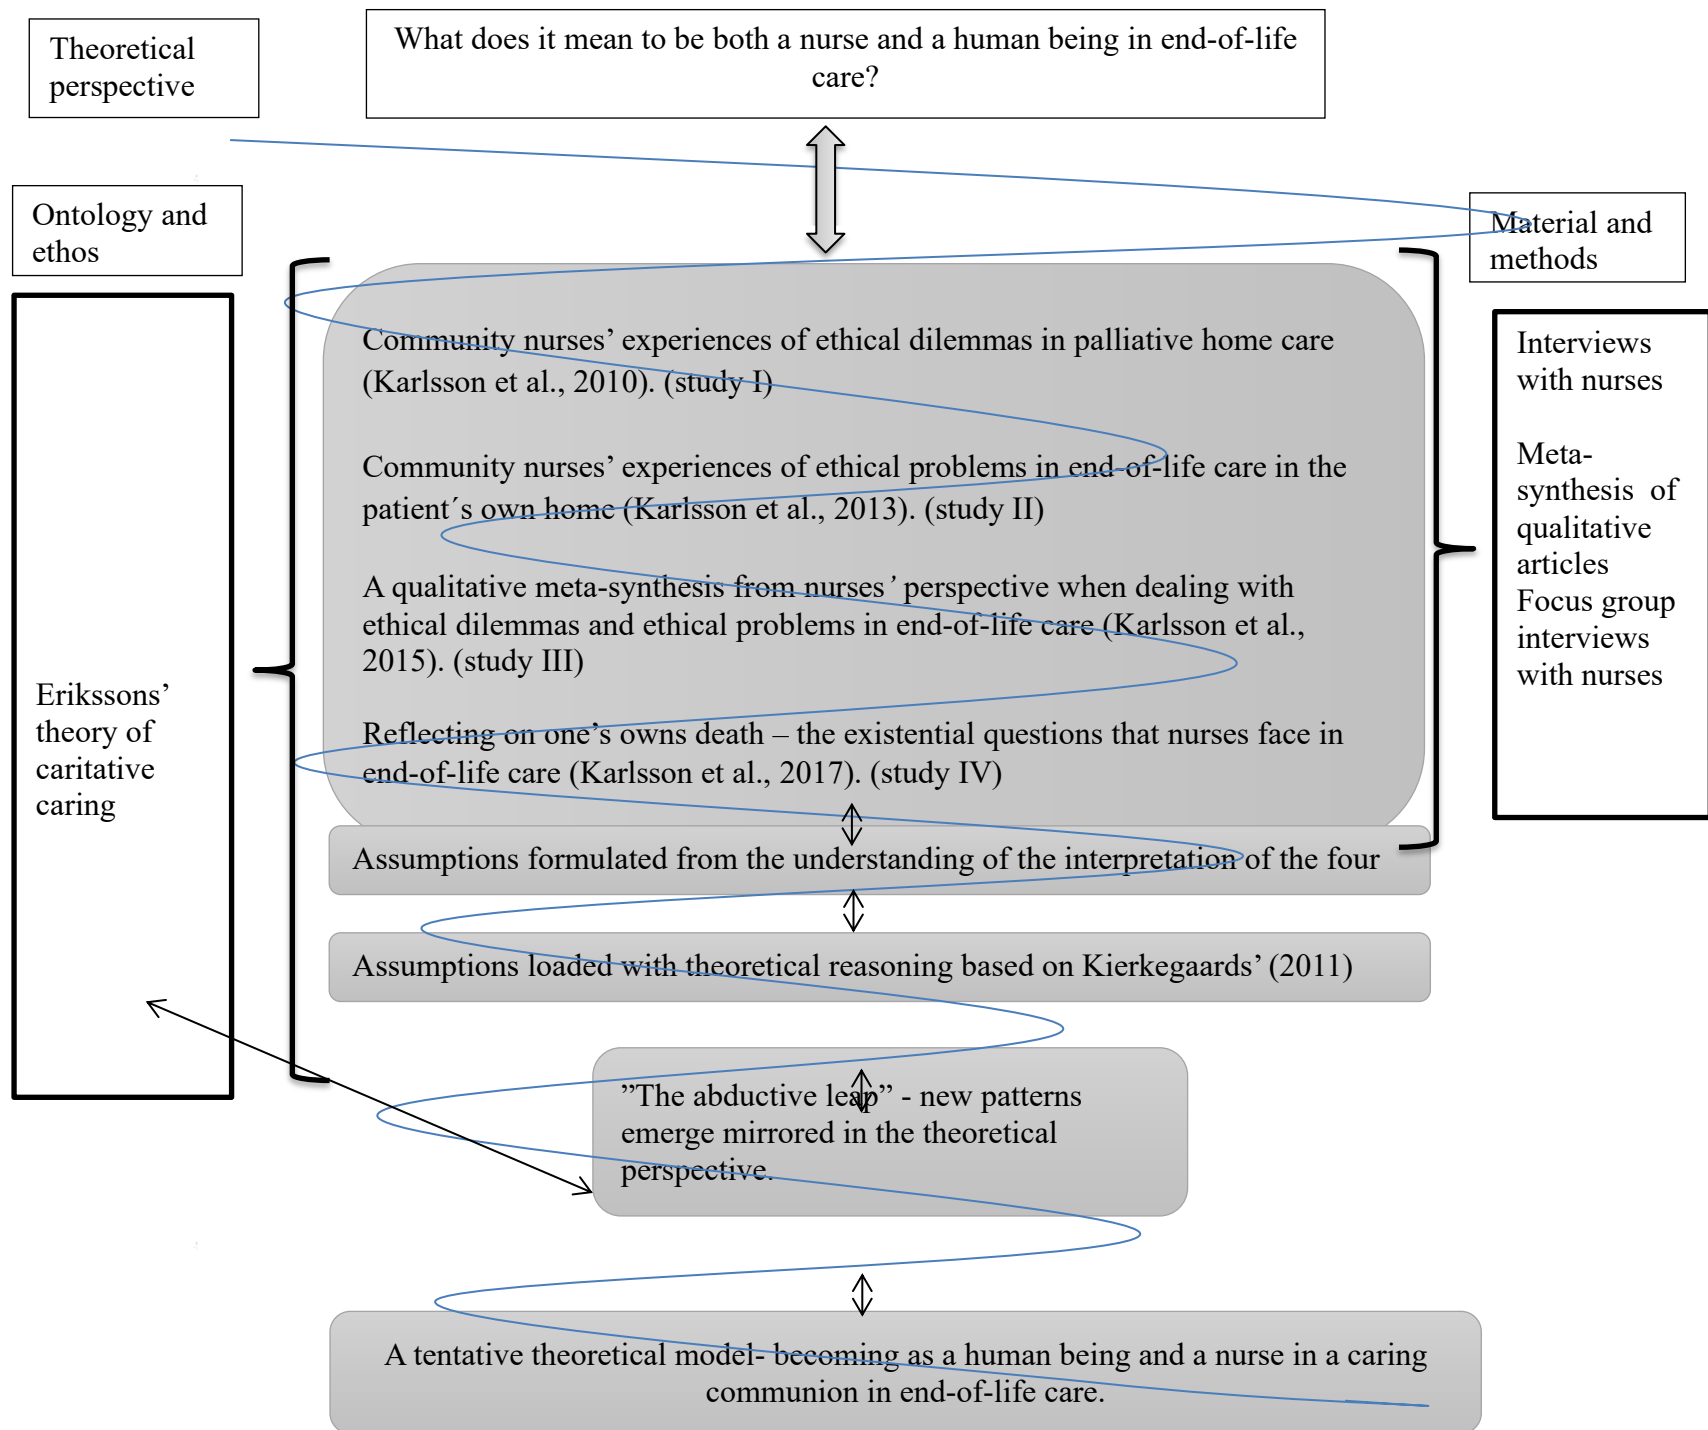 Theoretical
perspective
What does it mean to be both a nurse and a human being in end-of-life
care?
Ontology and
ethos
Material and
methods
Community nurses’ experiences of ethical dilemmas in palliative home care
(Karlsson et al., 2010). (study I)
Community nurses’ experiences of ethical problems in end-of-life care in the
patient´s own home (Karlsson et al., 2013). (study II)
A qualitative meta-synthesis from nurses’ perspective when dealing with
ethical dilemmas and ethical problems in end-of-life care (Karlsson et al.,
2015). (study III)
Reflecting on one’s owns death – the existential questions that nurses face in
end-of-life care (Karlsson et al., 2017). (study IV)
Interviews
with nurses
Meta-
synthesis of
qualitative
articles
Focus group
interviews
with nurses
Erikssons’
theory of
caritative
caring
Assumptions formulated from the understanding of the interpretation of the four
Assumptions loaded with theoretical reasoning based on Kierkegaards’ (2011)
”The abductive leap” - new patterns
emerge mirrored in the theoretical
perspective.
A tentative theoretical model- becoming as a human being and a nurse in a caring
communion in end-of-life care.